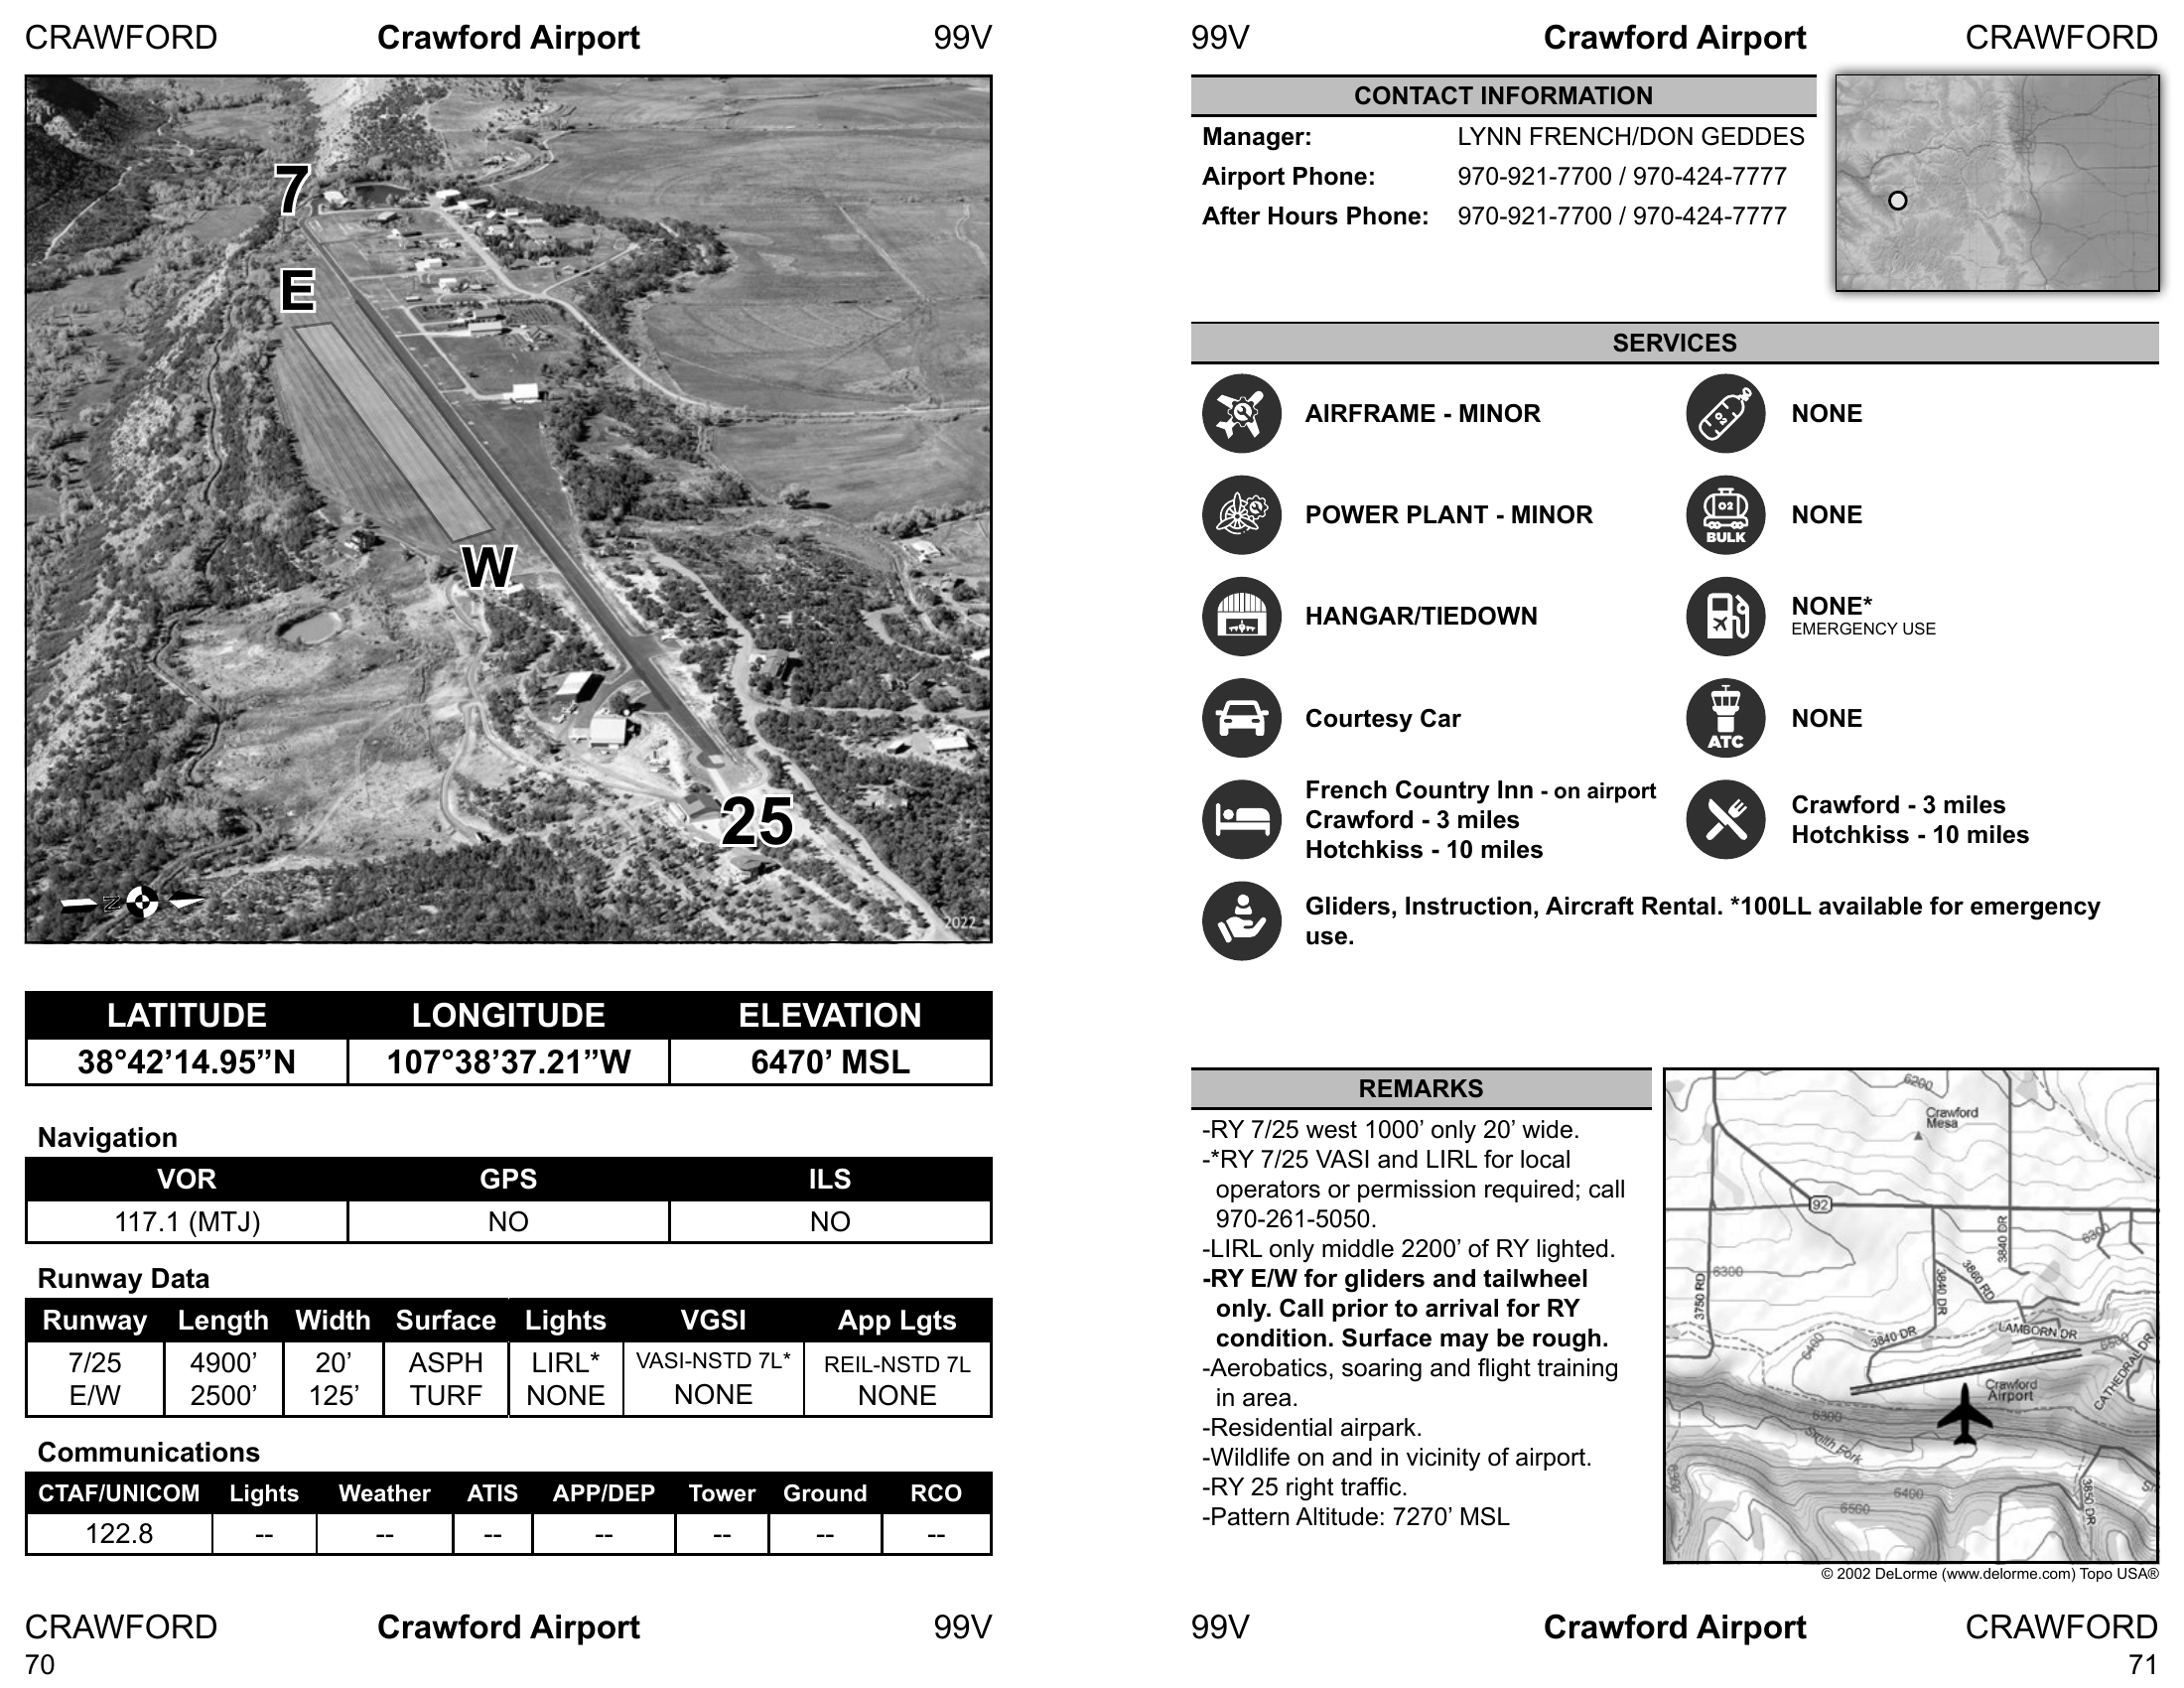 CRAWFORD Crawford Airport 99V
7
E
W
25
N
2022
LATITUDE LONGITUDE ELEVATION
38°42’14.95”N 107°38’37.21”W 6470’ MSL
Navigation
VOR GPS ILS
117.1 (MTJ) NO NO
Runway Data
Runway Length Width Surface Lights VGSI App Lgts
7/25 4900’ 20’ ASPH LIRL* VASI-NSTD 7L* REIL-NSTD 7L
E/W 2500’ 125’ TURF NONE NONE NONE
Communications
CTAF/UNICOM Lights Weather ATIS APP/DEP Tower Ground RCO
122.8 -- -- -- -- -- -- --
CRAWFORD Crawford Airport 99V
70
99V Crawford Airport CRAWFORD
CONTACT INFORMATION
Manager: LYNN FRENCH/DON GEDDES
Airport Phone: 970-921-7700 / 970-424-7777
After Hours Phone: 970-921-7700 / 970-424-7777
SERVICES
AIRFRAME - MINOR
O2
NONE
POWER PLANT - MINOR
O2
BULK
NONE
HANGAR/TIEDOWN
NONE*
EMERGENCY USE
Courtesy Car
ATC
NONE
French Country Inn - on airport
Crawford - 3 miles
Hotchkiss - 10 miles
Crawford - 3 miles
Hotchkiss - 10 miles
Gliders, Instruction, Aircraft Rental. *100LL available for emergency
use.
REMARKS
-RY 7/25 west 1000’ only 20’ wide.
-*RY 7/25 VASI and LIRL for local
operators or permission required; call
970-261-5050.
-LIRL only middle 2200’ of RY lighted.
-RY E/W for gliders and tailwheel
only. Call prior to arrival for RY
condition. Surface may be rough.
-Aerobatics, soaring and flight training
in area.
-Residential airpark.
-Wildlife on and in vicinity of airport.
-RY 25 right traffic.
-Pattern Altitude: 7270’ MSL
6200
Crawford
Mesa
92
3840 DR
6300
6300
3750 RD
3840 DR
3860 RD
3840 DR
LAMBORN DR
6400
CATHEDRAL DR
Crawford
Airport
6300
Smith Fork
6400
6500
3850 DR
© 2002 DeLorme (www.delorme.com) Topo USA®
99V Crawford Airport CRAWFORD
71